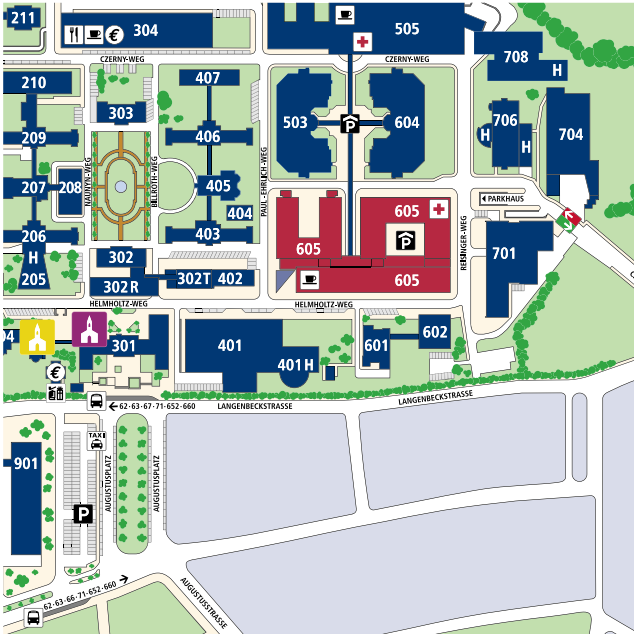 211
304
€
505
CZERNY-WEG
CZERNY-WEG
708
H
210
407
303
503
P
604
706
H
H
704
209
406
NAUNYN-WEG
BILLROTH-WEG
PAUL-EHRLICH-WEG
207
208
405
404
PARKHAUS
206
403
605
605
P
REISINGER-WEG
701
H
205
302
302 R
302T
402
605
HELMHOLTZ-WEG
HELMHOLTZ-WEG
04
301
401
401 H
601
602
€
62·63·67·71·652·660
LANGENBECKSTRASSE
LANGENBECKSTRASSE
TAXI
901
AUGUSTUSPLATZ
AUGUSTUSPLATZ
P
62·63·66·71·652·660
AUGUSTUSSTRASSE